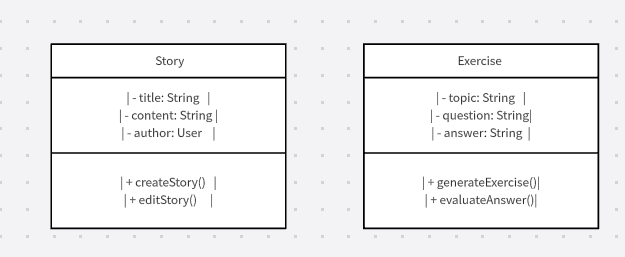 Story
| - title: String |
| - content: String |
| - author: User |
| + createStory() |
| + editStory() |
Exercise
| - topic: String |
| - question: String|
| - answer: String |
| + generateExercise()|
| + evaluateAnswer()|